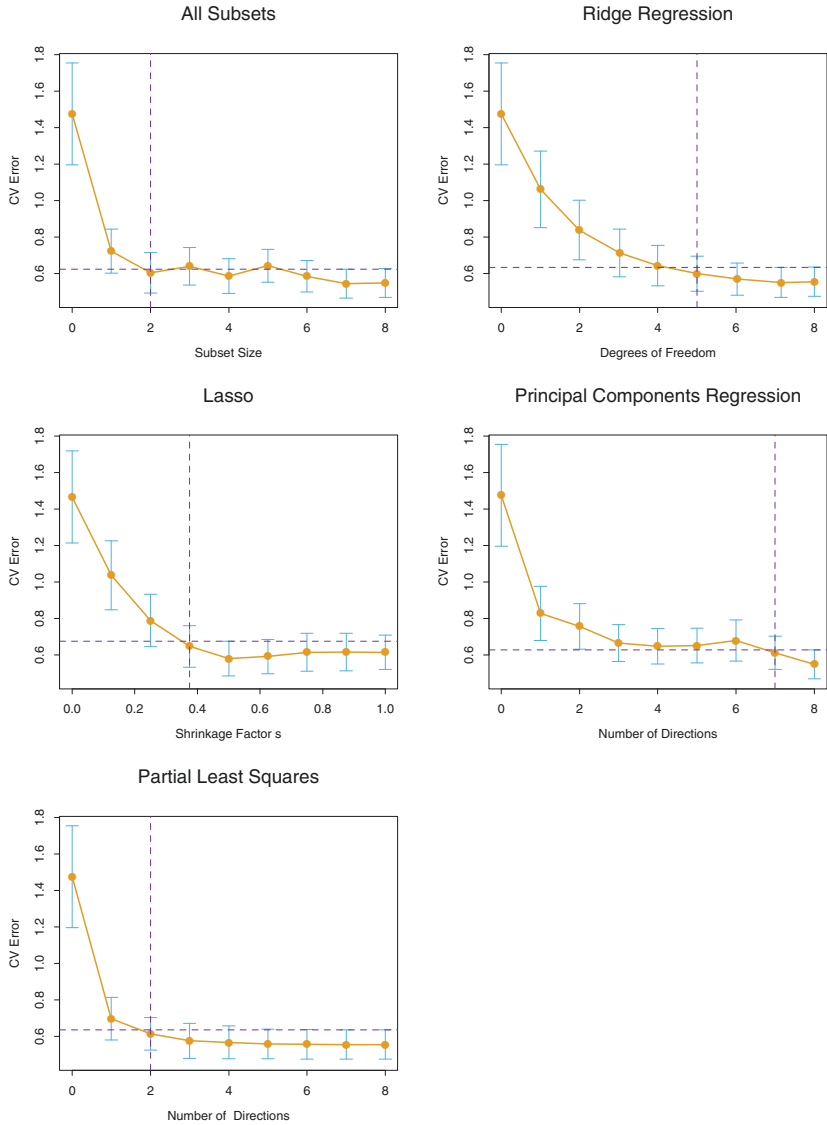 All Subsets
1.8
1.6
1.4
1.2
1.0
0.8
0.6
CV Error
0 2 4 6 8
Subset Size
Ridge Regression
1.8
1.6
1.4
1.2
1.0
0.8
0.6
CV Error
0 2 4 6 8
Degrees of Freedom
Lasso
1.8
1.6
1.4
1.2
1.0
0.8
0.6
CV Error
0.0 0.2 0.4 0.6 0.8 1.0
Shrinkage Factor s
Principal Components Regression
1.8
1.6
1.4
1.2
1.0
0.8
0.6
CV Error
0 2 4 6 8
Number of Directions
Partial Least Squares
1.8
1.6
1.4
1.2
1.0
0.8
0.6
CV Error
0 2 4 6 8
Number of Directions